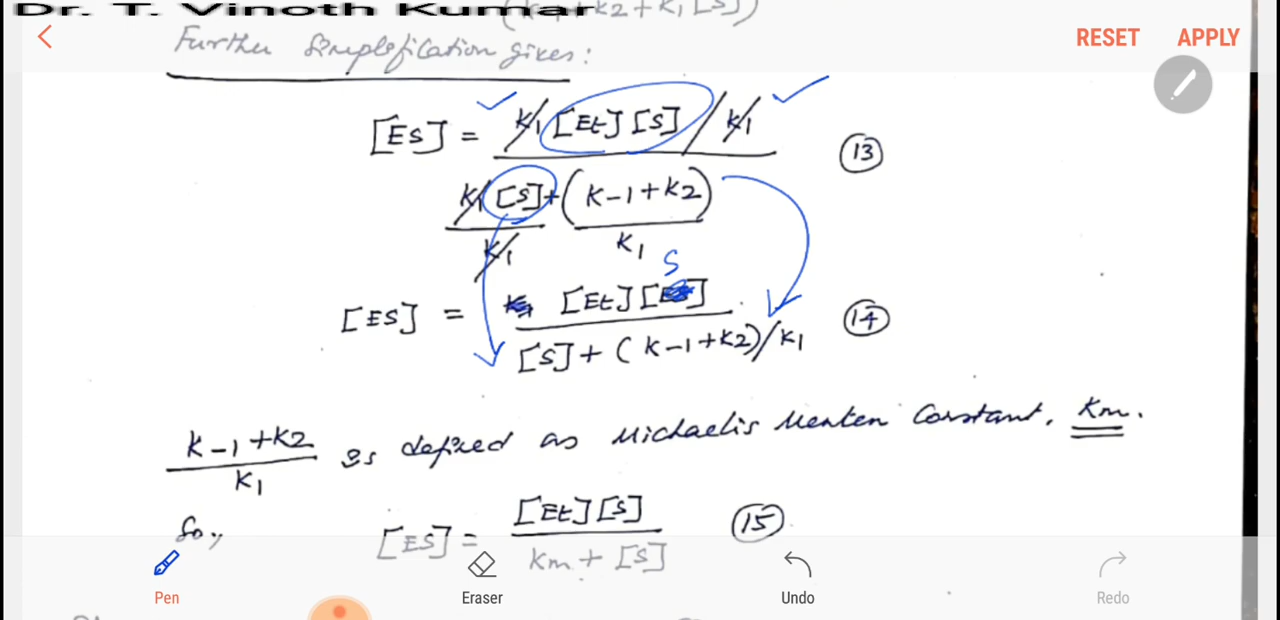 Dr. T. Vinoth Kumar
K2 + K1 [S])
Further Simplification gives:
RESET APPLY
[ES] = K1 [Et] [S] / K1
K1 [S] + (K-1 + K2)
K1 K1
(13)
S
[ES] = [Et] [S]
[S] + (K-1 + K2) / K1
(14)
K-1 + K2 is defined as Michaelis Menten Constant, Km.
K1
So, [ES] = [Et] [S]
Km + [S]
(15)
Pen Eraser Undo Redo